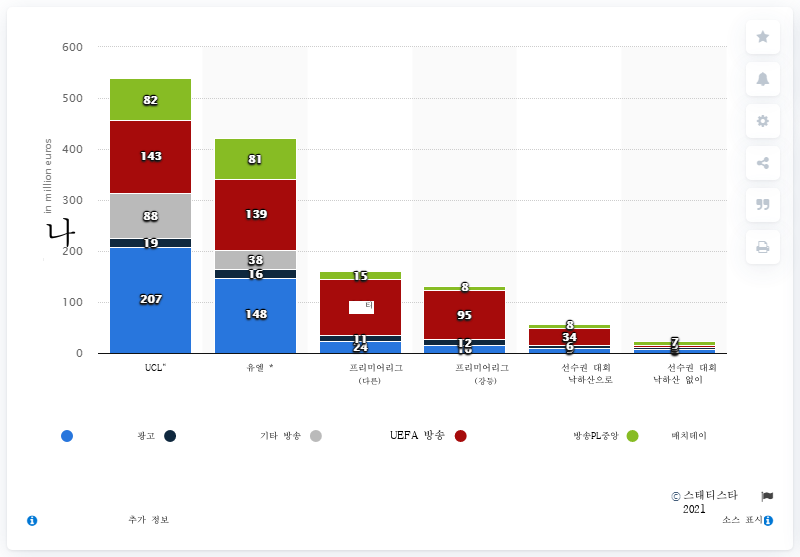 600
500
400
300
200
100
0
in million euros
나
82
143
88
19
207
81
139
38
16
148
15
티
11
24
8
95
12
8
34
6
7
UCL"
유엘 *
프리미어리그
(다른)
프리미어리그
(강등)
선수권 대회
낙하산으로
선수권 대회
낙하산 없이
광고
기타 방송
UEFA 방송
방송PL중앙
매치데이
© 스태티스타
2021
추가 정보
소스 표시